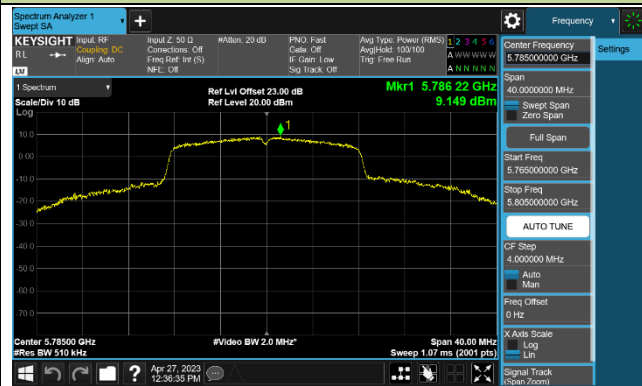 Spectrum Analyzer 1
Swept SA
+
Frequency
KEYSIGHT
RL
LXI
Input: RF
Coupling: DC
Align: Auto
Input Z: 50 Ω
Corrections: Off
Freq Ref: Int (S)
NFE: Off
#Atten: 20 dB
PNO: Fast
Gate: Off
IF Gain: Low
Sig Track: Off
Avg Type: Power (RMS)
Avg|Hold: 100/100
Trig: Free Run
1 2 3 4 5 6
A W W W W W
A N N N N N
1 Spectrum
Scale/Div 10 dB
Log
Ref Lvl Offset 23.00 dB
Ref Level 20.00 dBm
Mkr1 5.786 22 GHz
9.149 dBm
1
10.0
0.00
-10.0
-20.0
-30.0
-40.0
-50.0
-60.0
-70.0
Center 5.78500 GHz
#Res BW 510 kHz
#Video BW 2.0 MHz*
Span 40.00 MHz
Sweep 1.07 ms (2001 pts)
Apr 27, 2023
12:36:35 PM
Center Frequency
5.785000000 GHz
Settings
Span
40.0000000 MHz
Swept Span
Zero Span
Full Span
Start Freq
5.765000000 GHz
Stop Freq
5.805000000 GHz
AUTO TUNE
CF Step
4.000000 MHz
Auto
Man
Freq Offset
0 Hz
X Axis Scale
Log
Lin
Signal Track
(Span Zoom)